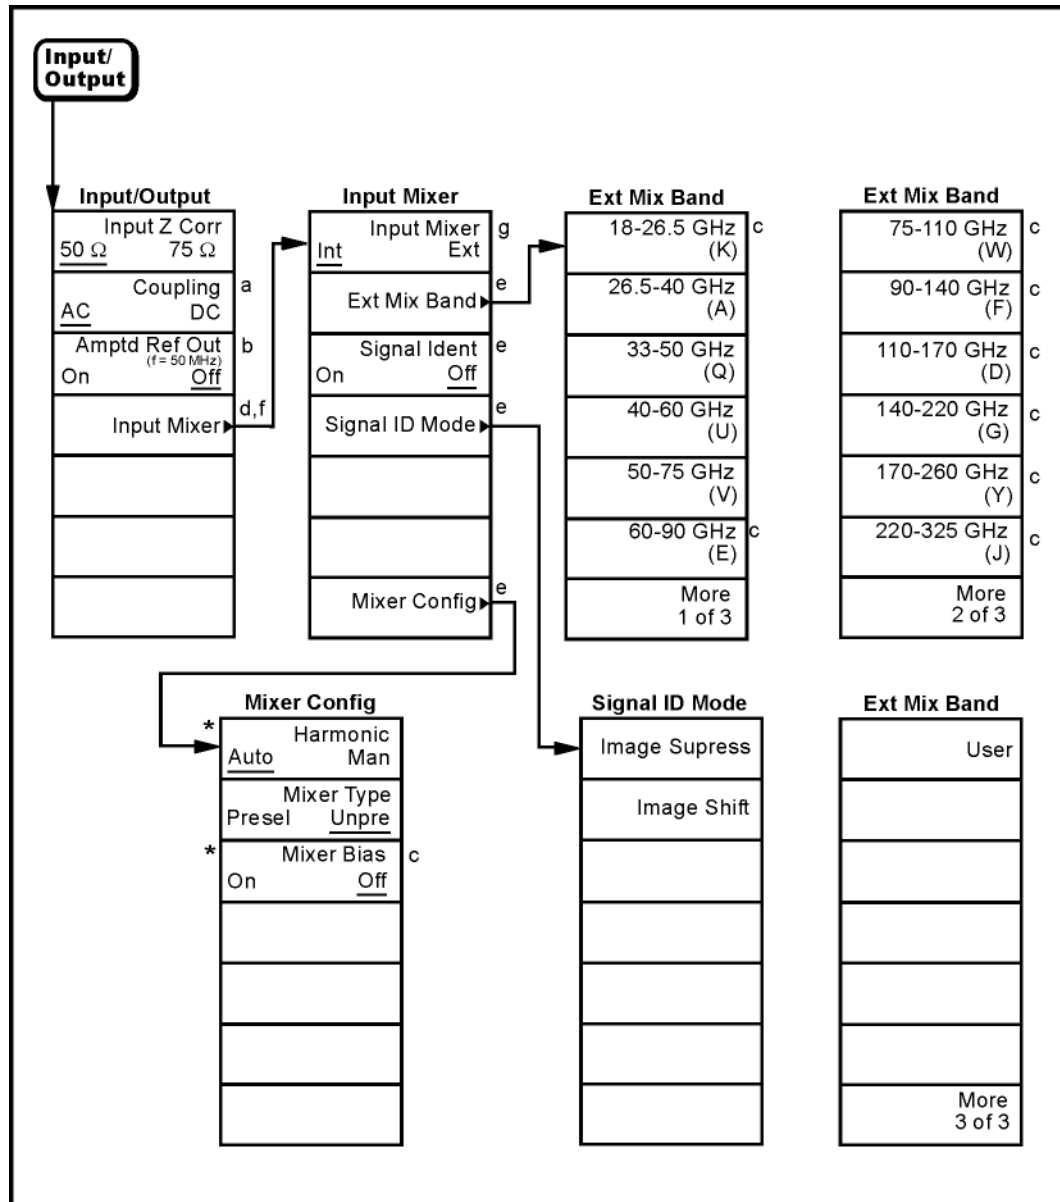 Input/
Output
Input/Output
Input Z Corr
50 Ω 75 Ω
Coupling a
AC DC
Amptd Ref Out b
(f = 50 MHz)
On Off
Input Mixer d,f
Input Mixer
Input Mixer g
Int Ext
Ext Mix Band e
Signal Ident e
On Off
Signal ID Mode e
Mixer Config e
Ext Mix Band
18-26.5 GHz c
(K)
26.5-40 GHz
(A)
33-50 GHz
(Q)
40-60 GHz
(U)
50-75 GHz
(V)
60-90 GHz c
(E)
More
1 of 3
Ext Mix Band
75-110 GHz c
(W)
90-140 GHz c
(F)
110-170 GHz c
(D)
140-220 GHz c
(G)
170-260 GHz c
(Y)
220-325 GHz c
(J)
More
2 of 3
Mixer Config
* Harmonic
Auto Man
Mixer Type
Presel Unpre
* Mixer Bias c
On Off
Signal ID Mode
Image Supress
Image Shift
Ext Mix Band
User
More
3 of 3